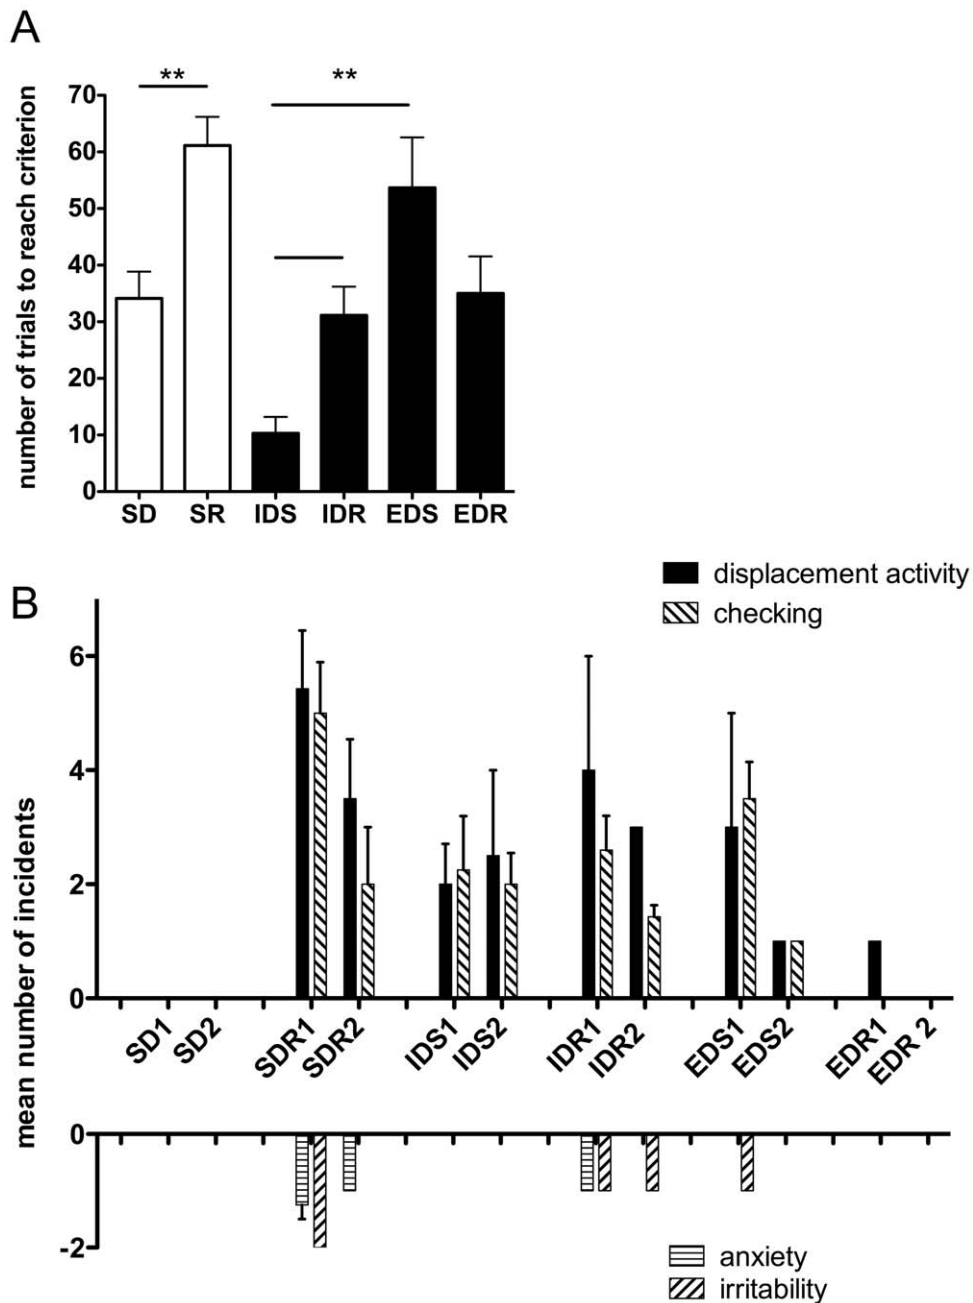 A
** **
number of trials to reach criterion
70
60
50
40
30
20
10
0
SD SR IDS IDR EDS EDR
displacement activity
checking
B
mean number of incidents
6
4
2
0
SD1 SD2 SDR1 SDR2 IDS1 IDS2 IDR1 IDR2 EDS1 EDS2 EDR1 EDR 2
0
-2
anxiety
irritability